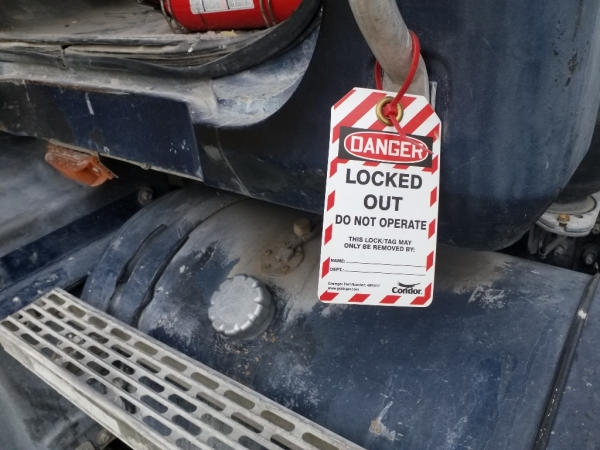 DANGER
LOCKED
OUT
DO NOT OPERATE
THIS LOCK/TAG MAY
ONLY BE REMOVED BY:
NAME:
DEPT:
Condor